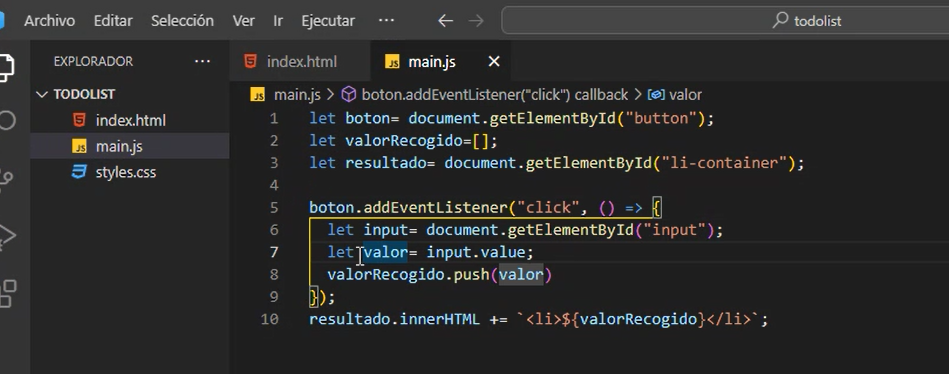 Archivo Editar Selección Ver Ir Ejecutar ... todolist
EXPLORADOR ...
TODOLIST
index.html
main.js
styles.css
index.html main.js
main.js > boton.addEventListener("click") callback > valor
1 let boton= document.getElementById("button");
2 let valorRecogido=[];
3 let resultado= document.getElementById("li-container");
4
5 boton.addEventListener("click", () => {
6 let input= document.getElementById("input");
7 let valor= input.value;
8 valorRecogido.push(valor)
9 });
10 resultado.innerHTML += `<li>${valorRecogido}</li>`;